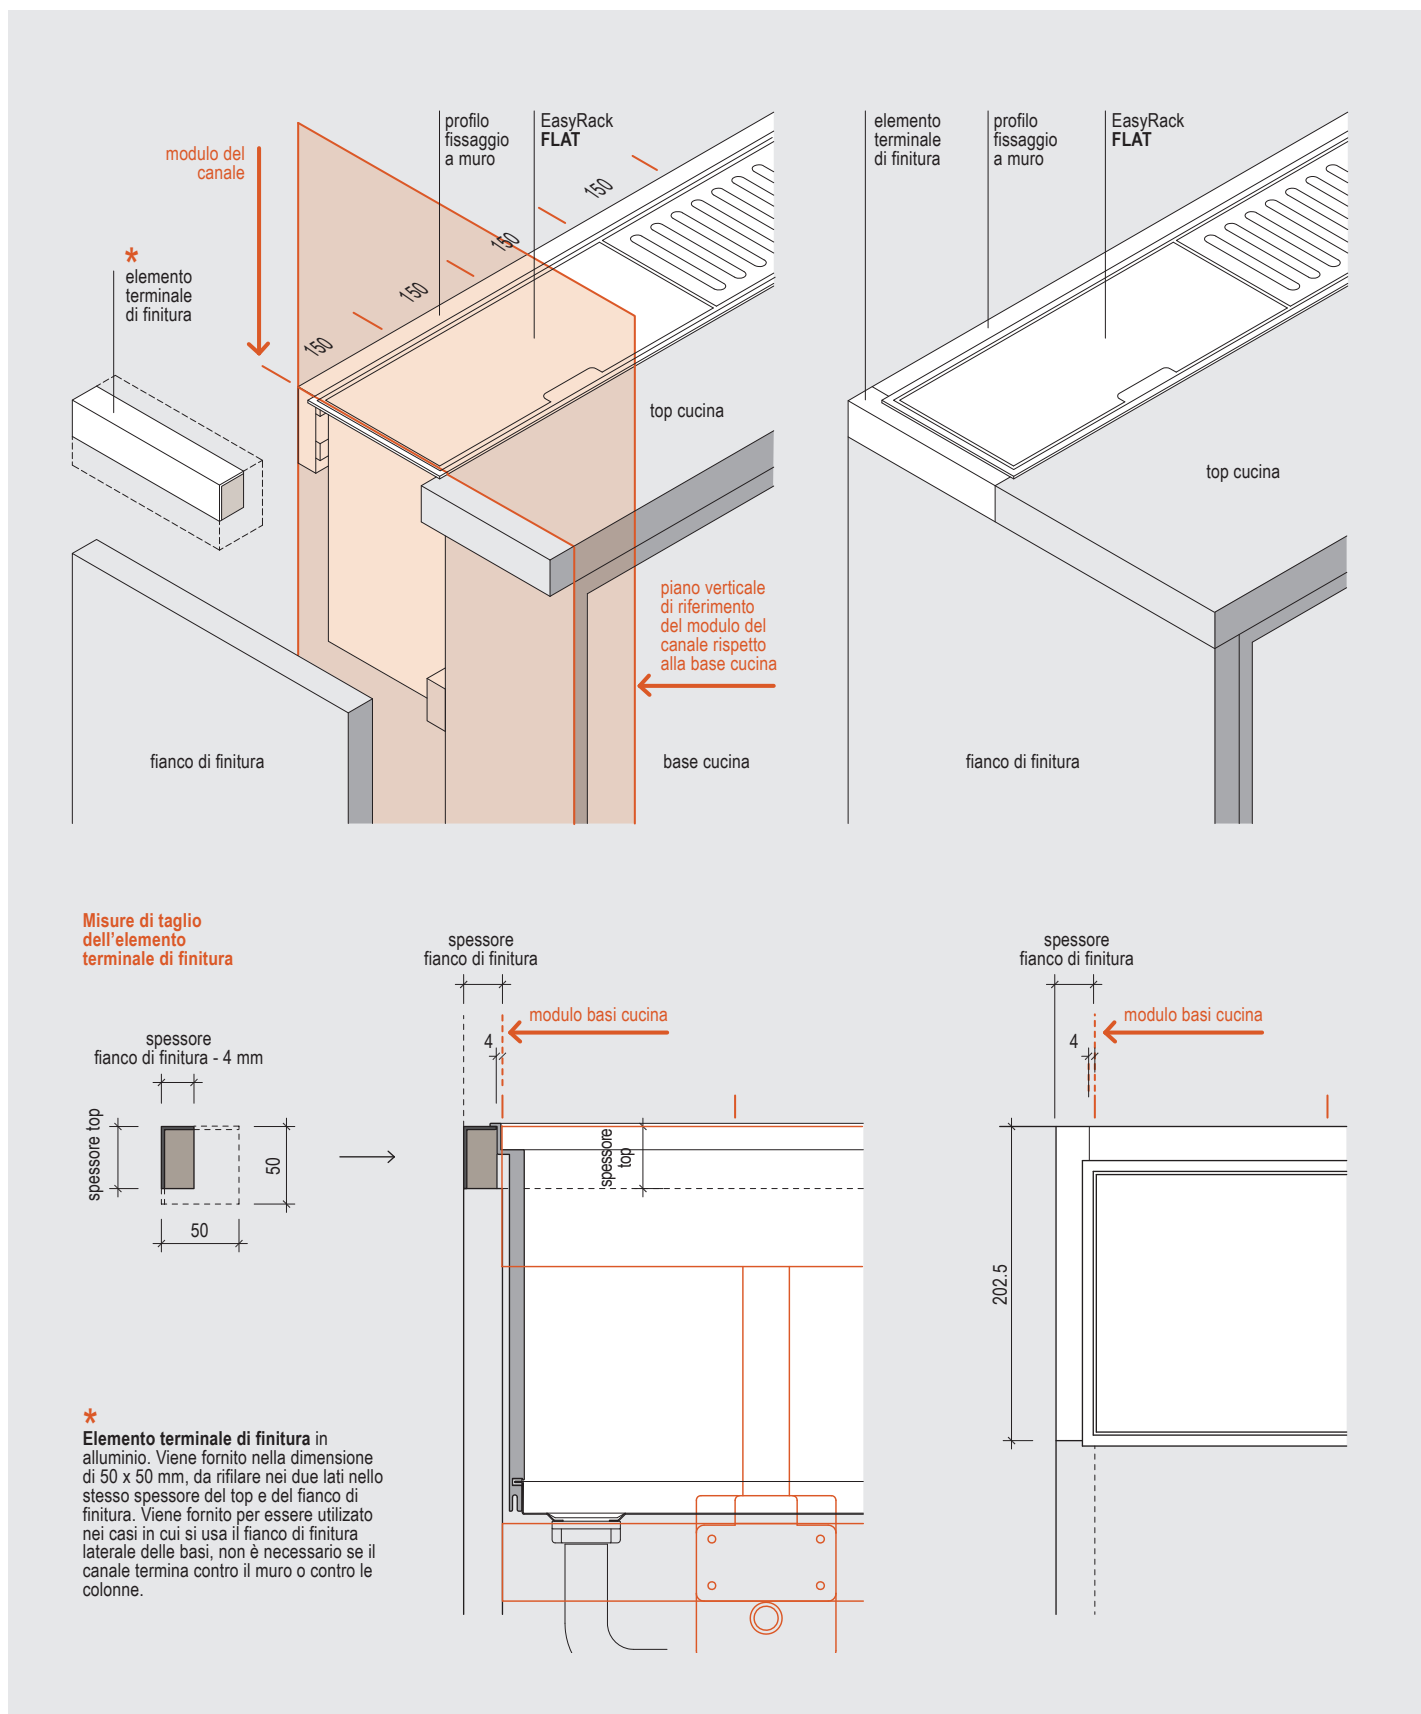 modulo del
canale
profilo
fissaggio
a muro
EasyRack
FLAT
150
150
150
150
*
elemento
terminale
di finitura
top cucina
piano verticale
di riferimento
del modulo del
canale rispetto
alla base cucina
fianco di finitura
base cucina
elemento
terminale
di finitura
profilo
fissaggio
a muro
EasyRack
FLAT
top cucina
fianco di finitura
Misure di taglio
dell'elemento
terminale di finitura
spessore
fianco di finitura - 4 mm
spessore top
50
50
spessore
fianco di finitura
modulo basi cucina
4
spessore
top
spessore
fianco di finitura
modulo basi cucina
4
202.5
*
Elemento terminale di finitura in
alluminio. Viene fornito nella dimensione
di 50 x 50 mm, da rifilare nei due lati nello
stesso spessore del top e del fianco di
finitura. Viene fornito per essere utilizato
nei casi in cui si usa il fianco di finitura
laterale delle basi, non è necessario se il
canale termina contro il muro o contro le
colonne.